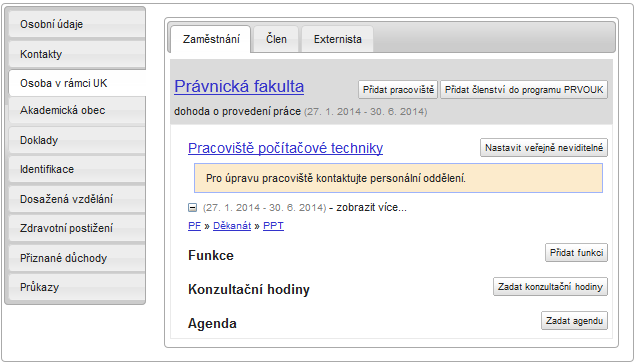 Osobní údaje
Kontakty
Osoba v rámci UK
Akademická obec
Doklady
Identifikace
Dosažená vzdělání
Zdravotní postižení
Přiznané důchody
Průkazy
Zaměstnání Člen Externista
Právnická fakulta Přidat pracoviště Přidat členství do programu PRVOUK
dohoda o provedení práce (27. 1. 2014 - 30. 6. 2014)
Pracoviště počítačové techniky Nastavit veřejně neviditelné
Pro úpravu pracoviště kontaktujte personální oddělení.
(27. 1. 2014 - 30. 6. 2014) - zobrazit více...
PF » Děkanát » PPT
Funkce Přidat funkci
Konzultační hodiny Zadat konzultační hodiny
Agenda Zadat agendu